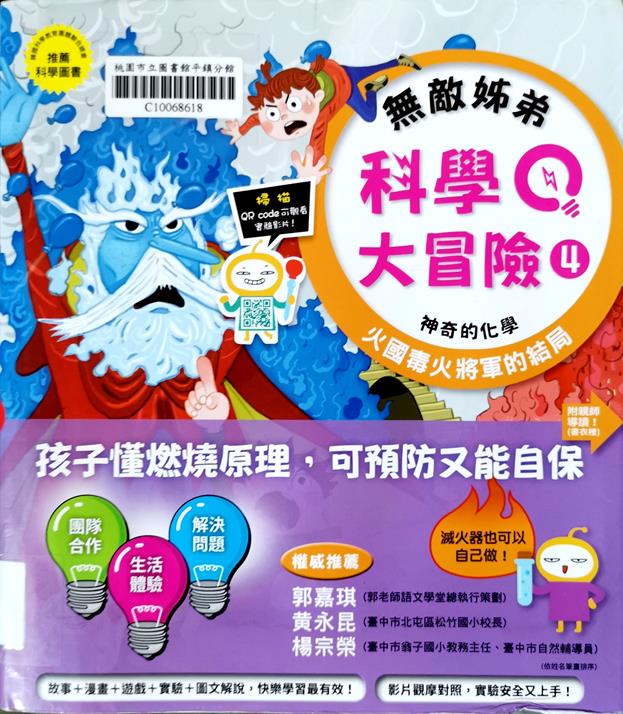 推薦
科學圖書
桃園市立圖書館平鎮分館
C10068618
無敵姊弟
科學Q
大冒險4
神奇的化學
火國毒火將軍的結局
掃描
QR code可觀看
實驗影片！
附親師
導讀！
(書衣裡)
孩子懂燃燒原理，可預防又能自保
團隊
合作
生活
體驗
解決
問題
滅火器也可以
自己做！
權威推薦
郭嘉琪(郭老師語文學堂總執行策劃)
黄永昆(臺中市北屯區松竹國小校長)
楊宗榮(臺中市翁子國小教務主任、臺中市自然輔導員)
(依姓名筆畫排序)
故事＋漫畫＋遊戲＋實驗＋圖文解說，快樂學習最有效！
影片觀摩對照，實驗安全又上手！